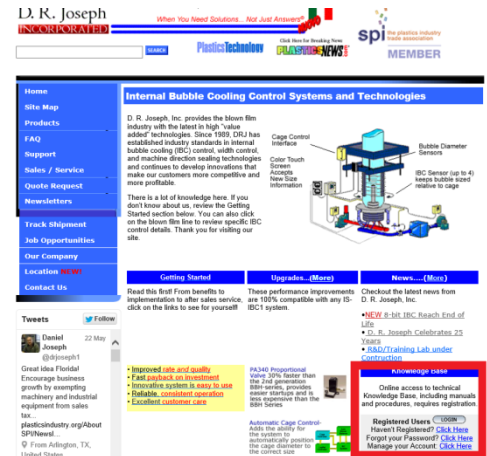 D. R. Joseph
INCORPORATED
When You Need Solutions... Not Just Answers®
SEARCH
PlasticsTechnology
Click Here for Breaking News
PLASTICSNEWS
spi the plastics industry
trade association
MEMBER
Home
Site Map
Products
FAQ
Support
Sales / Service
Quote Request
Newsletters
Track Shipment
Job Opportunities
Our Company
Location NEW!
Contact Us
Internal Bubble Cooling Control Systems and Technologies
D. R. Joseph, Inc. provides the blown film
industry with the latest in high "value
added" technologies. Since 1989, DRJ has
established industry standards in internal
bubble cooling (IBC) control, width control,
and machine direction sealing technologies
and continues to develop innovations that
make our customers more competitive and
more profitable.
There is a lot of knowledge here. If you
don't know about us, review the Getting
Started section below. You can also click
on the blown film line to review specific IBC
control details. Thank you for visiting our
site.
Cage Control
Interface
Color Touch
Screen
Accepts
New Size
Information
Bubble Diameter
Sensors
IBC Sensor (up to 4)
keeps bubble sized
relative to cage
Getting Started
Read this first! From benefits to
implementation to after sales service,
click on the links to see for yourself!
Upgrades...(More)
These performance improvements
are 100% compatible with any IS-
IBC1 system.
News....(More)
Checkout the latest news from
D. R. Joseph, Inc.
•NEW 8-bit IBC Reach End of
Life
• D. R. Joseph Celebrates 25
Years
• R&D/Training Lab under
Contruction
Tweets
Follow
Daniel
Joseph
@drjoseph1
22 May
Great idea Florida!
Encourage business
growth by exempting
machinery and industrial
equipment from sales
tax...
plasticsindustry.org/About
SPI/Newsl...
From Arlington, TX,
United States
• Improved rate and quality
• Fast payback on investment
• Innovative system is easy to use
• Reliable, consistent operation
• Excellent customer care
PA340 Proportional
Valve 30% faster than
the 2nd generation
BBH-series, provides
easier startups and is
less expensive than the
BBH Series
Automatic Cage Control-
Adds the ability for
the system to
automatically position
the cage diameter to
the correct size
Knowledge Base
Online access to technical
Knowledge Base, including manuals
and procedures, requires registration.
Registered Users LOGIN
Haven't Registered? Click Here
Forgot your Password? Click Here
Manage your Account: Click Here